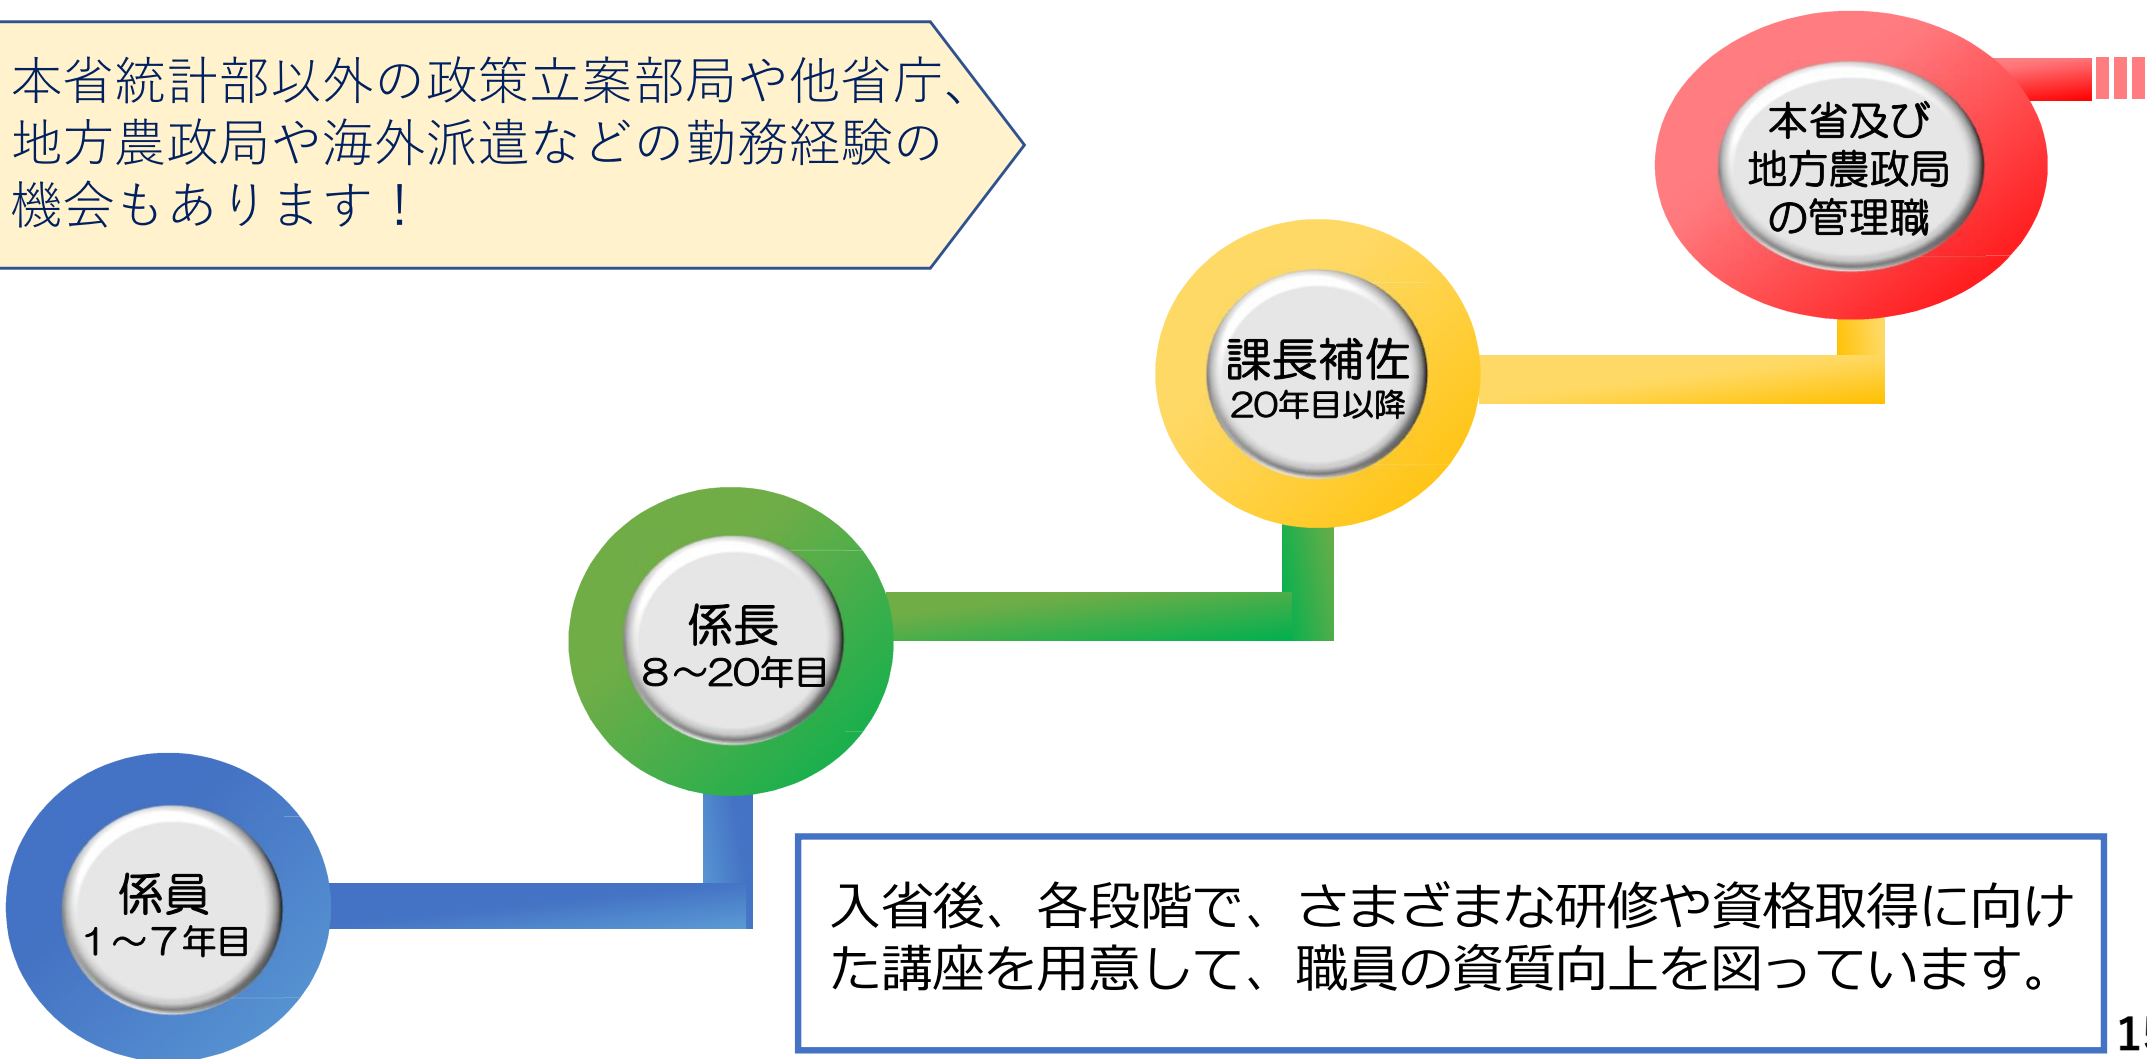 本省統計部以外の政策立案部局や他省庁、
地方農政局や海外派遣などの勤務経験の
機会もあります！
本省及び
地方農政局
の管理職
課長補佐
20年目以降
係長
８～20年目
係員
１～７年目
入省後、各段階で、さまざまな研修や資格取得に向け
た講座を用意して、職員の資質向上を図っています。